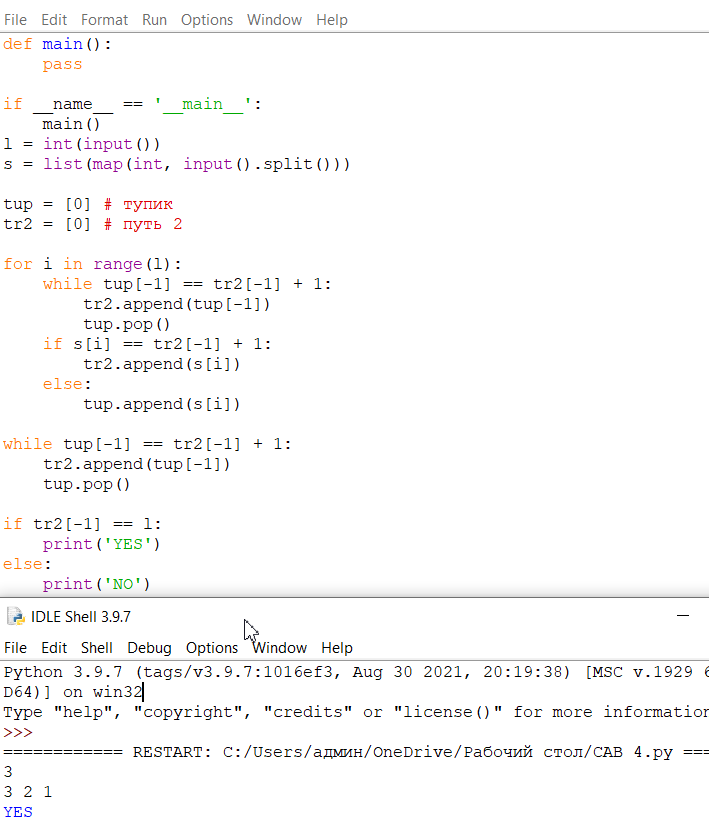 File Edit Format Run Options Window Help
def main():
    pass

if __name__ == '__main__':
    main()
l = int(input())
s = list(map(int, input().split()))

tup = [0] # тупик
tr2 = [0] # путь 2

for i in range(l):
    while tup[-1] == tr2[-1] + 1:
        tr2.append(tup[-1])
        tup.pop()
    if s[i] == tr2[-1] + 1:
        tr2.append(s[i])
    else:
        tup.append(s[i])

while tup[-1] == tr2[-1] + 1:
    tr2.append(tup[-1])
    tup.pop()

if tr2[-1] == l:
    print('YES')
else:
    print('NO')
IDLE Shell 3.9.7
File Edit Shell Debug Options Window Help
Python 3.9.7 (tags/v3.9.7:1016ef3, Aug 30 2021, 20:19:38) [MSC v.1929 6
D64)] on win32
Type "help", "copyright", "credits" or "license()" for more information
>>>
============ RESTART: C:/Users/админ/OneDrive/Рабочий стол/CAB 4.py ===
3
3 2 1
YES